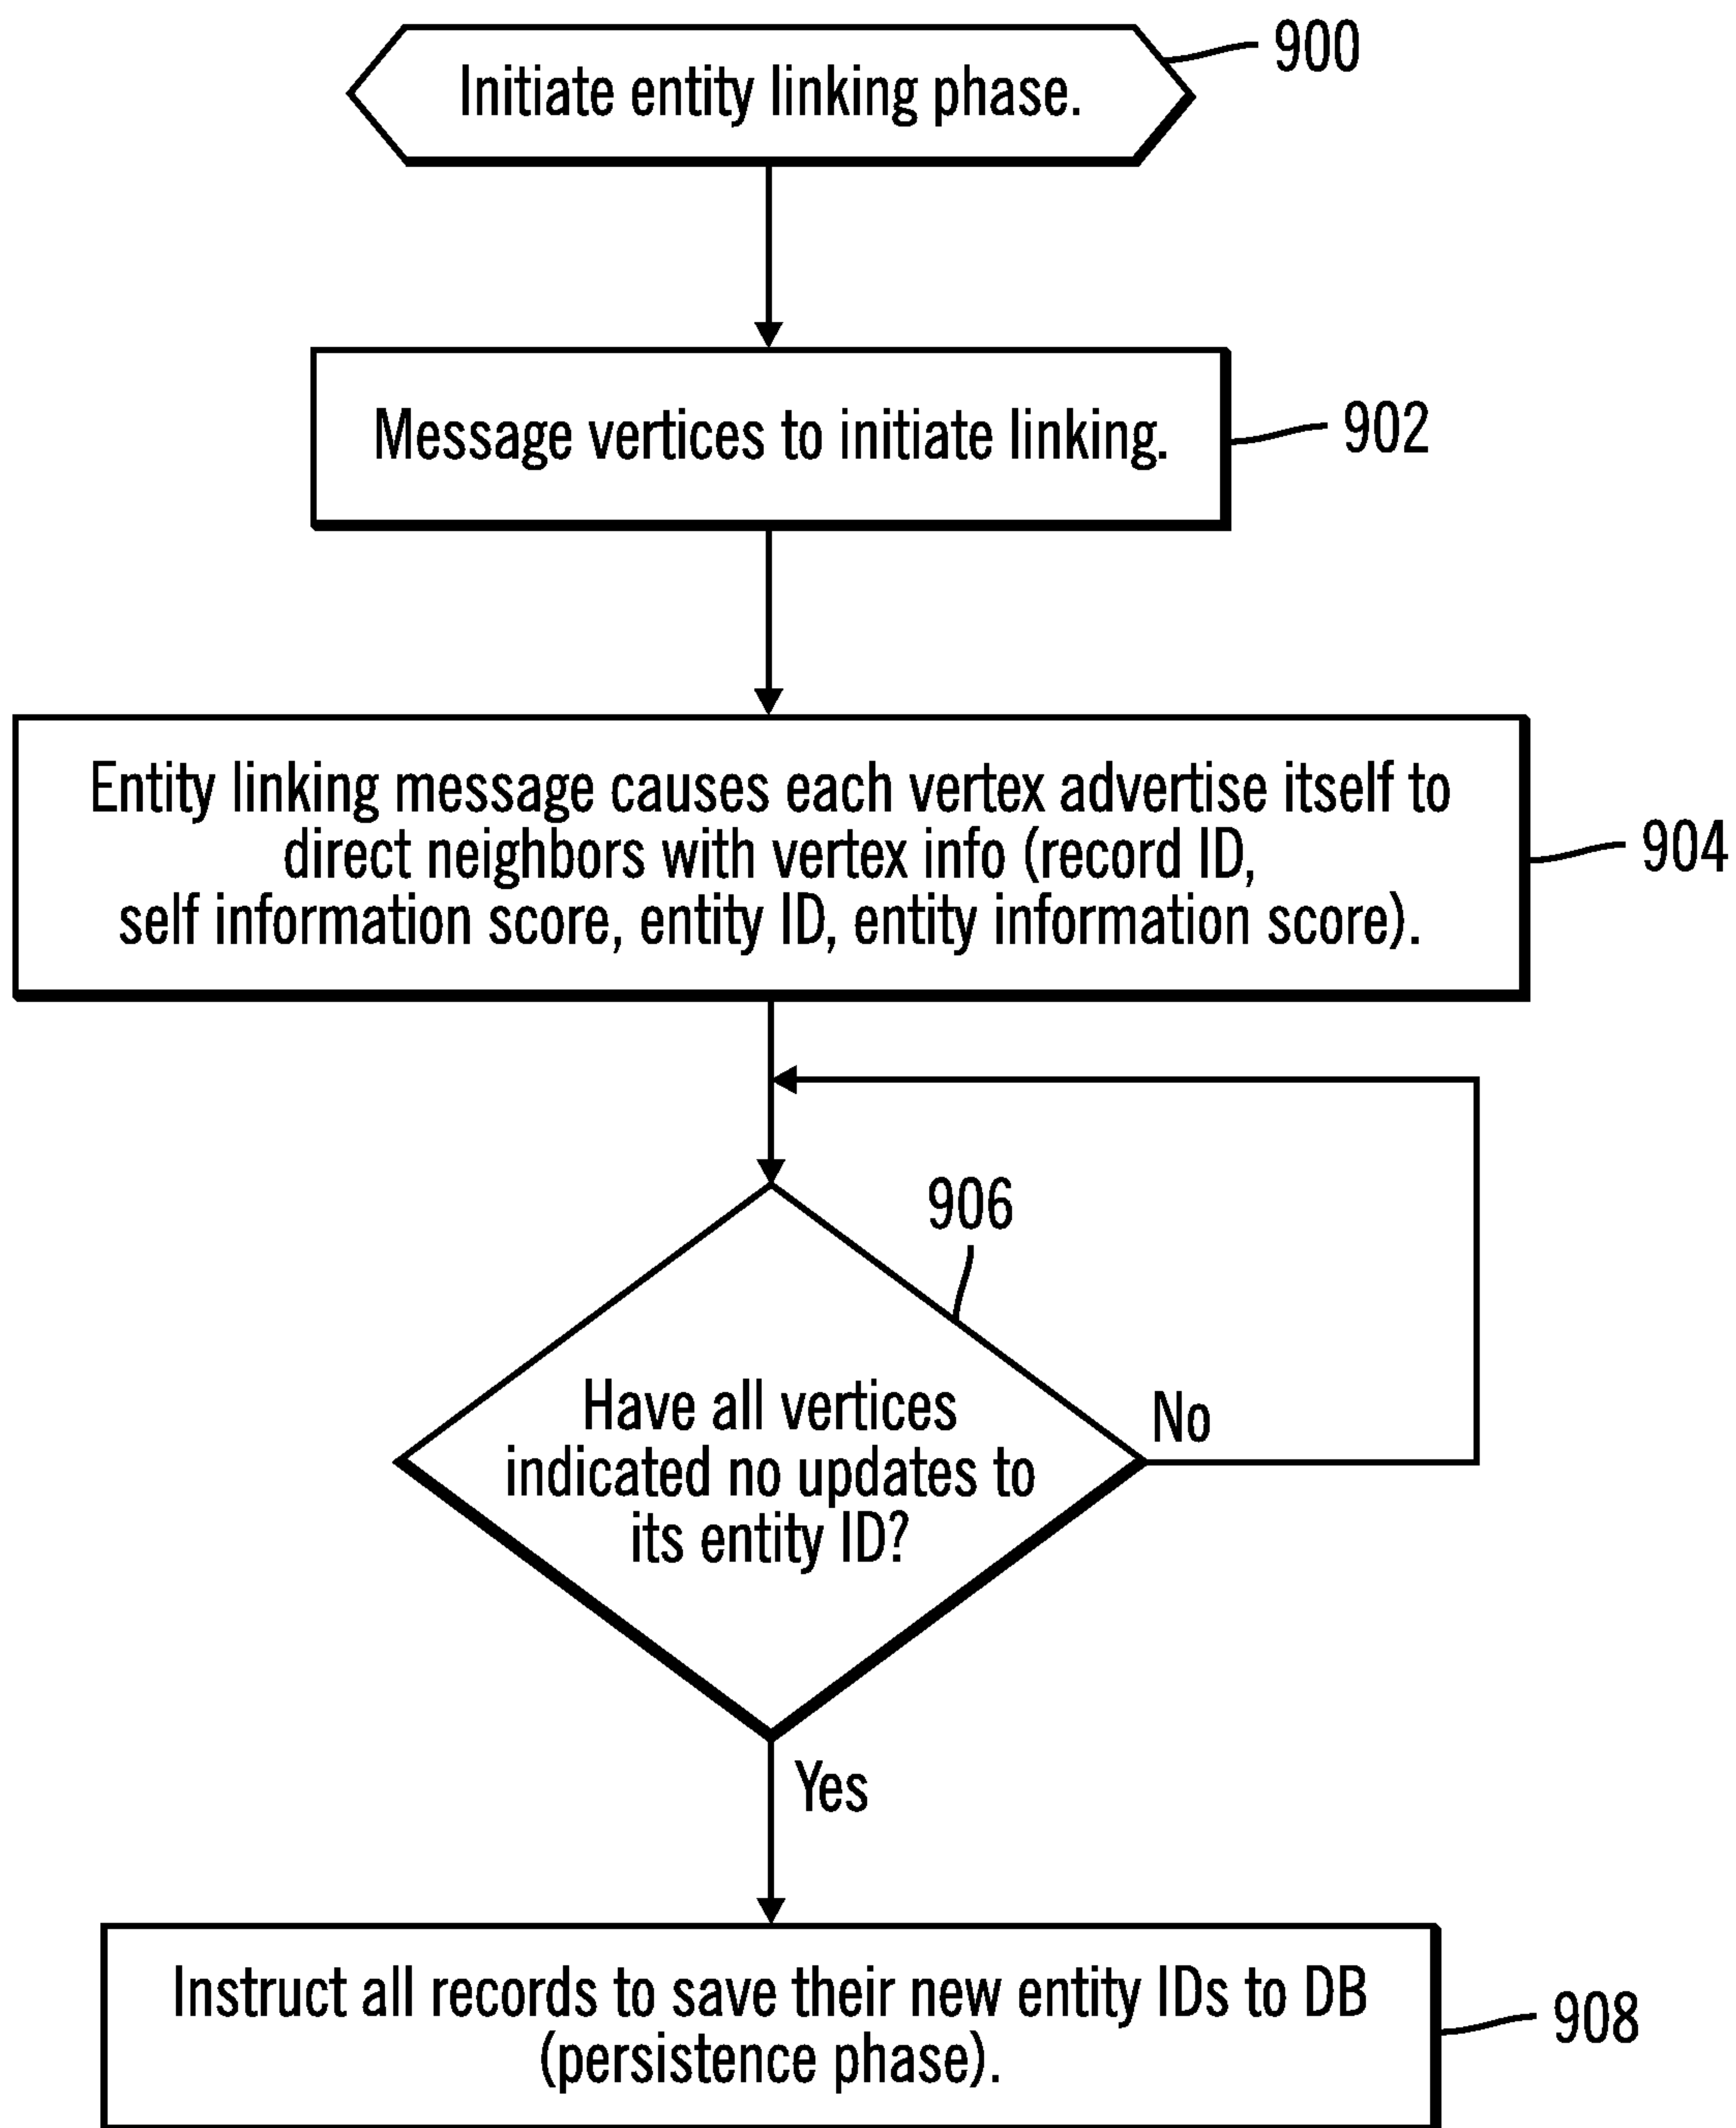 Initiate entity linking phase.
900
Message vertices to initiate linking.
902
Entity linking message causes each vertex advertise itself to
direct neighbors with vertex info (record ID,
self information score, entity ID, entity information score).
904
906
Have all vertices
indicated no updates to
its entity ID?
No
Yes
Instruct all records to save their new entity IDs to DB
(persistence phase).
908